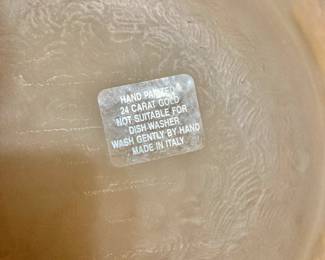 HAND PAINTED
24 CARAT GOLD
NOT SUITABLE FOR
DISH WASHER
WASH GENTLY BY HAND
MADE IN ITALY